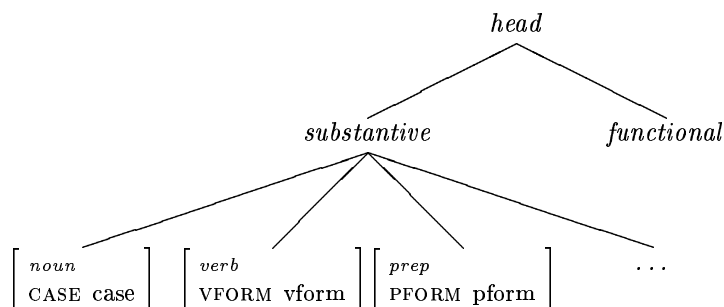 head
substantive functional
noun verb prep ...
CASE case VFORM vform PFORM pform